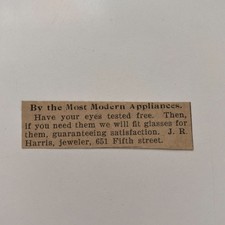 By the Most Modern Appliances.
Have your eyes tested free. Then,
if you need them we will fit glasses for
them, guaranteeing satisfaction. J. R.
Harris, jeweler, 651 Fifth street.